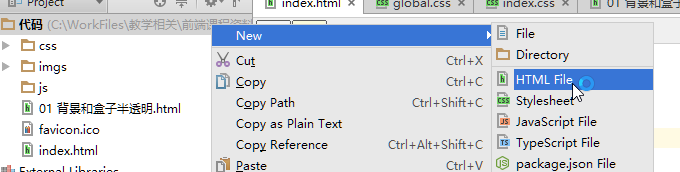 Project
index.html
global.css
index.css
01 背景和盒子
代码 (C:\WorkFiles\教学相关\前端课程资料
css
imgs
js
01 背景和盒子半透明.html
favicon.ico
index.html
External Libraries
New
Cut Ctrl+X
Copy Ctrl+C
Copy Path Ctrl+Shift+C
Copy as Plain Text
Copy Reference Ctrl+Alt+Shift+C
Paste Ctrl+V
File
Directory
HTML File
Stylesheet
JavaScript File
TypeScript File
package.json File